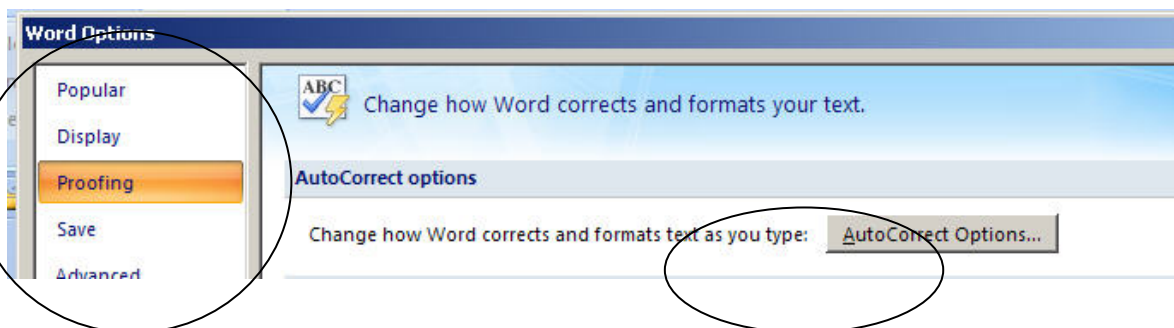 Word Options
Popular
Display
Proofing
Save
Advanced
ABC
Change how Word corrects and formats your text.
AutoCorrect options
Change how Word corrects and formats text as you type:
AutoCorrect Options...